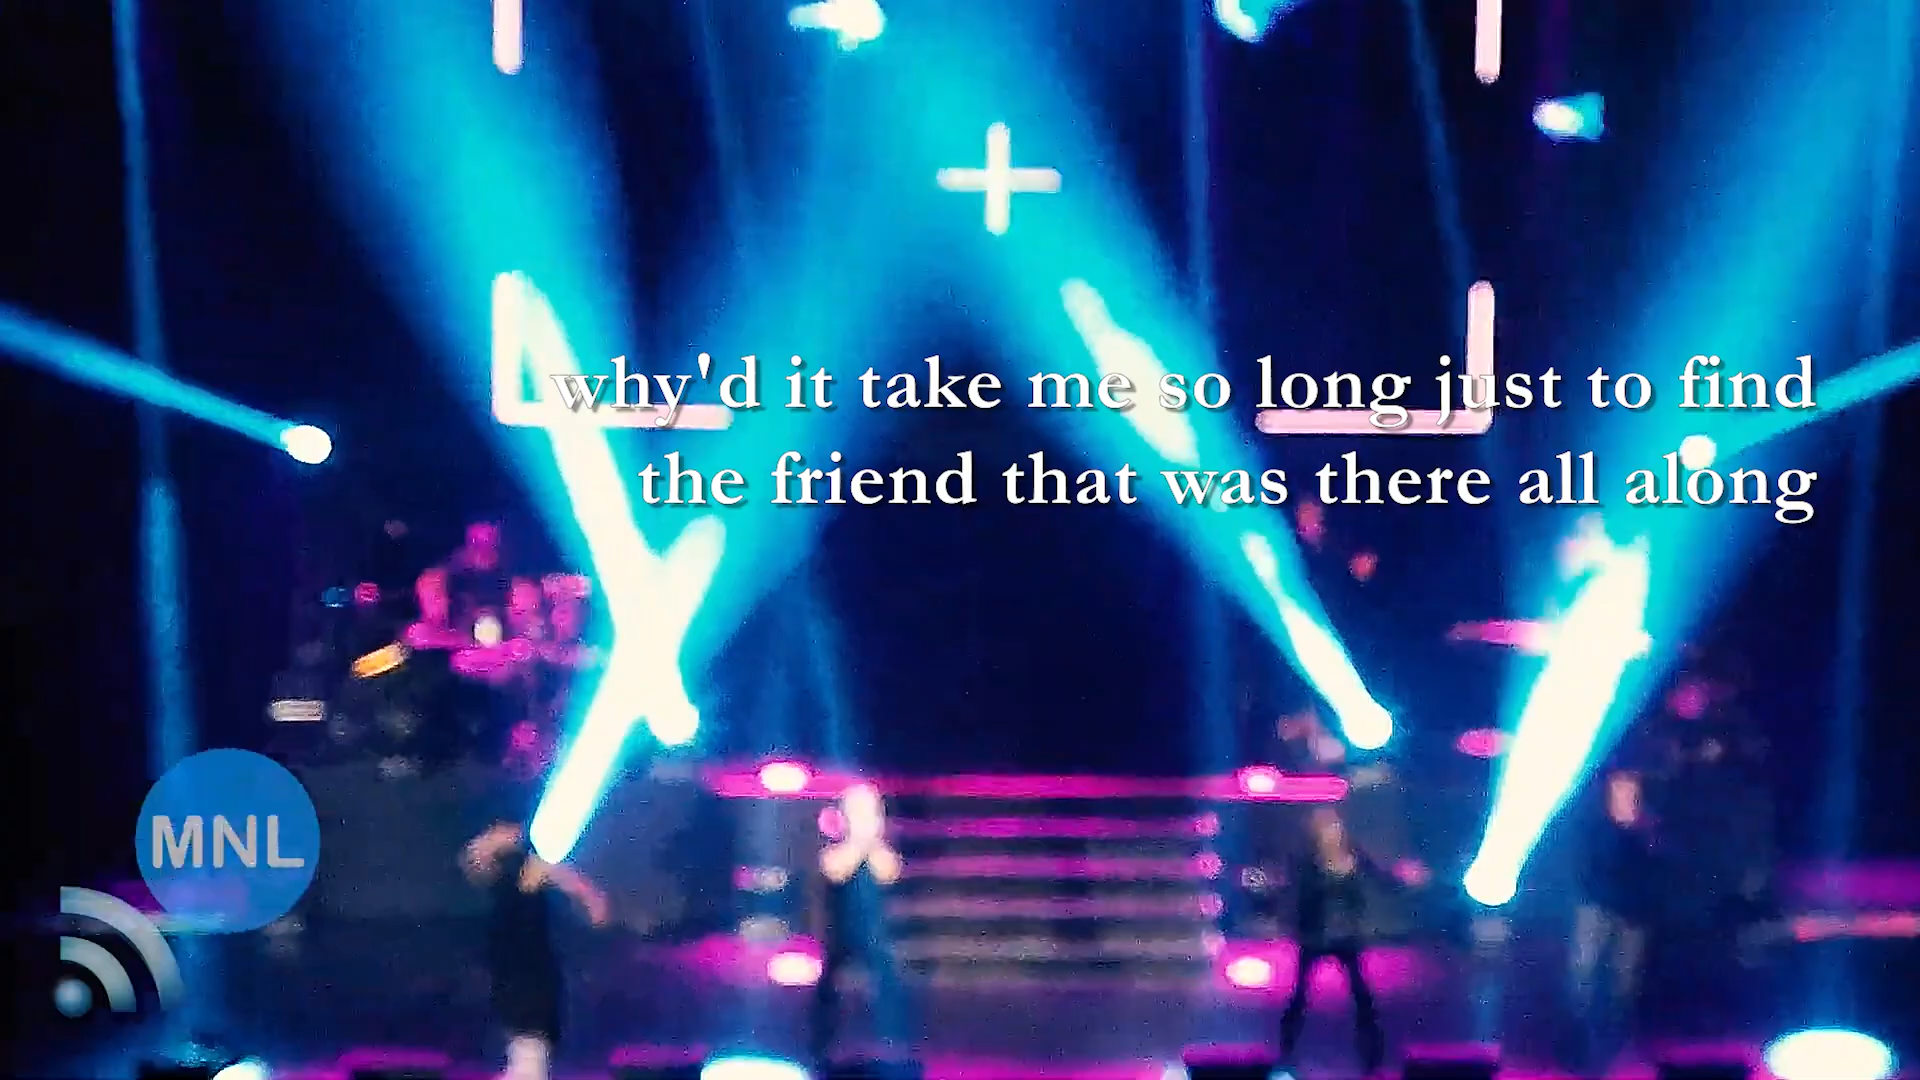 why'd it take me so long just to find
the friend that was there all along
MNL